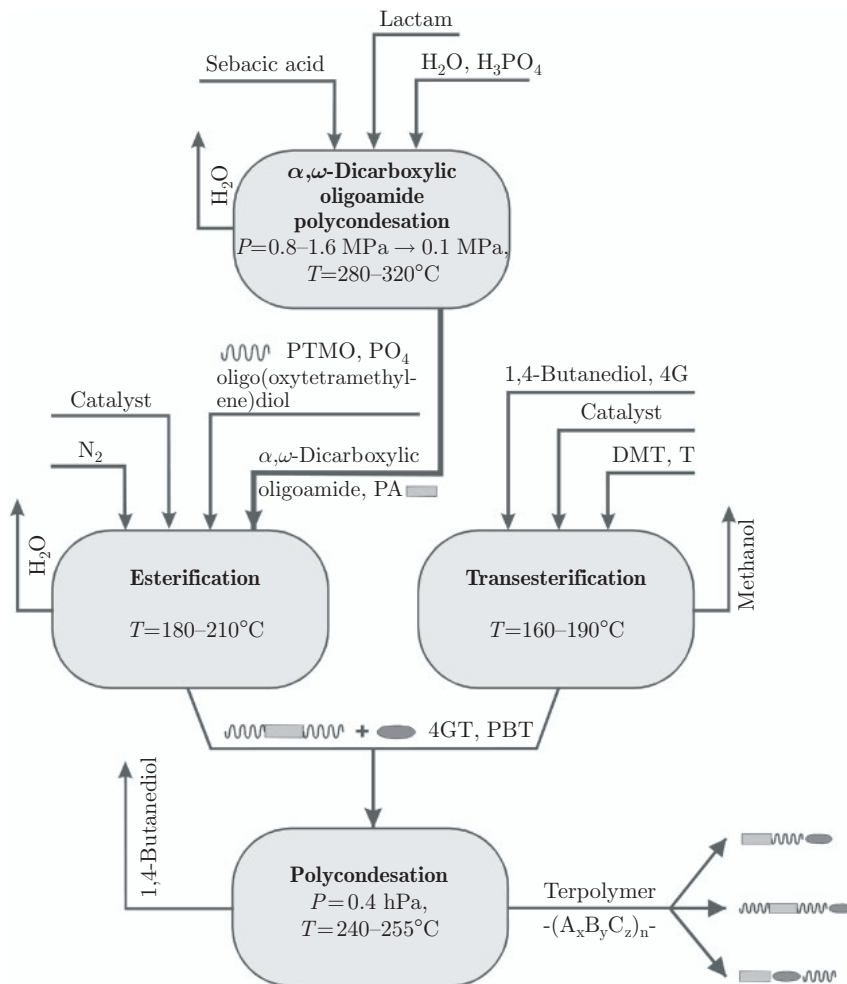 Lactam
Sebacic acid
H₂O, H₃PO₄
H₂O
α,ω-Dicarboxylic
oligoamide
polycondesation
P=0.8–1.6 MPa → 0.1 MPa,
T=280–320°C
PTMO, PO₄
oligo(oxytetramethyl-
ene)diol
Catalyst
N₂
α,ω-Dicarboxylic
oligoamide, PA
H₂O
Esterification
T=180–210°C
1,4-Butanediol, 4G
Catalyst
DMT, T
Transesterification
T=160–190°C
Methanol
+ 4GT, PBT
1,4-Butanediol
Polycondesation
P=0.4 hPa,
T=240–255°C
Terpolymer
-(AₓBᵧC_z)ₙ-